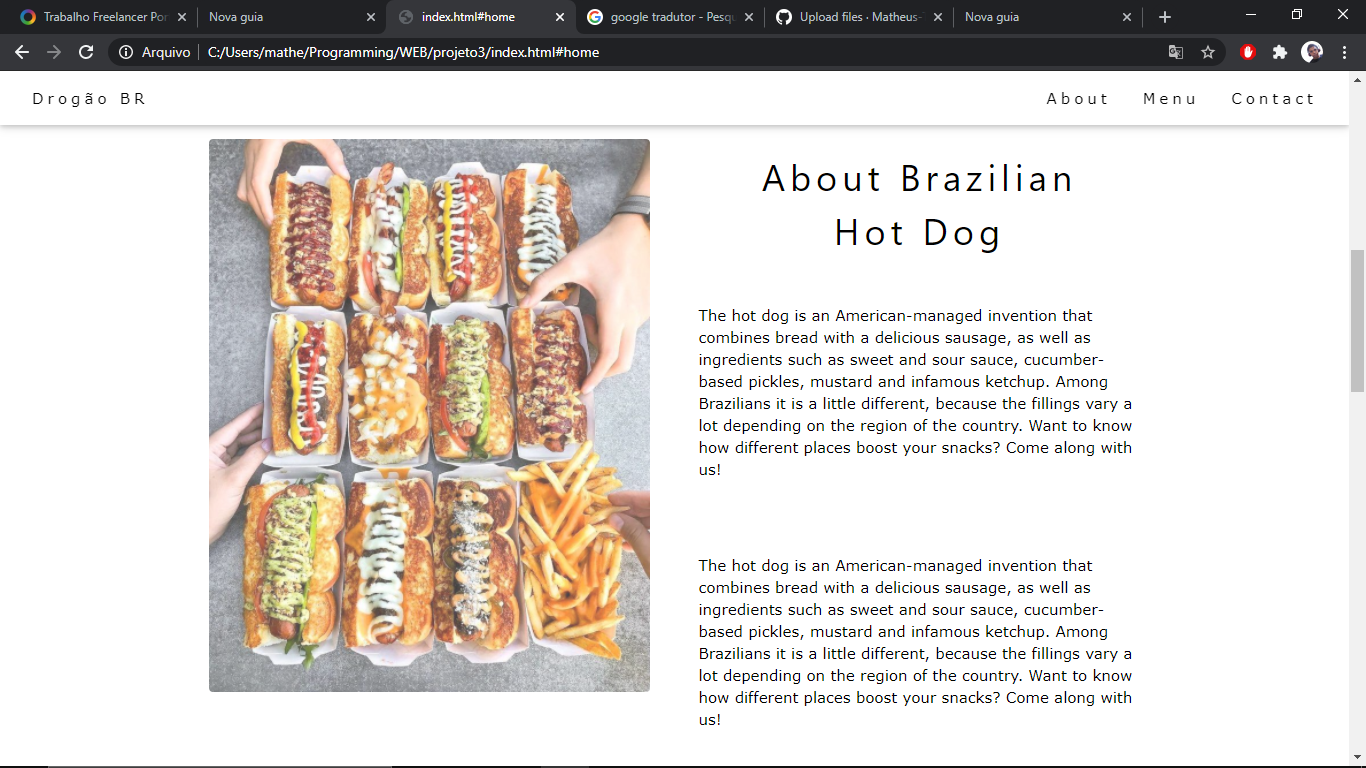 Trabalho Freelancer Por
Nova guia
index.html#home
google tradutor - Pesqu
Upload files · Matheus-
Nova guia
Arquivo
C:/Users/mathe/Programming/WEB/projeto3/index.html#home
Drogão BR
About
Menu
Contact
About Brazilian
Hot Dog
The hot dog is an American-managed invention that
combines bread with a delicious sausage, as well as
ingredients such as sweet and sour sauce, cucumber-
based pickles, mustard and infamous ketchup. Among
Brazilians it is a little different, because the fillings vary a
lot depending on the region of the country. Want to know
how different places boost your snacks? Come along with
us!
The hot dog is an American-managed invention that
combines bread with a delicious sausage, as well as
ingredients such as sweet and sour sauce, cucumber-
based pickles, mustard and infamous ketchup. Among
Brazilians it is a little different, because the fillings vary a
lot depending on the region of the country. Want to know
how different places boost your snacks? Come along with
us!